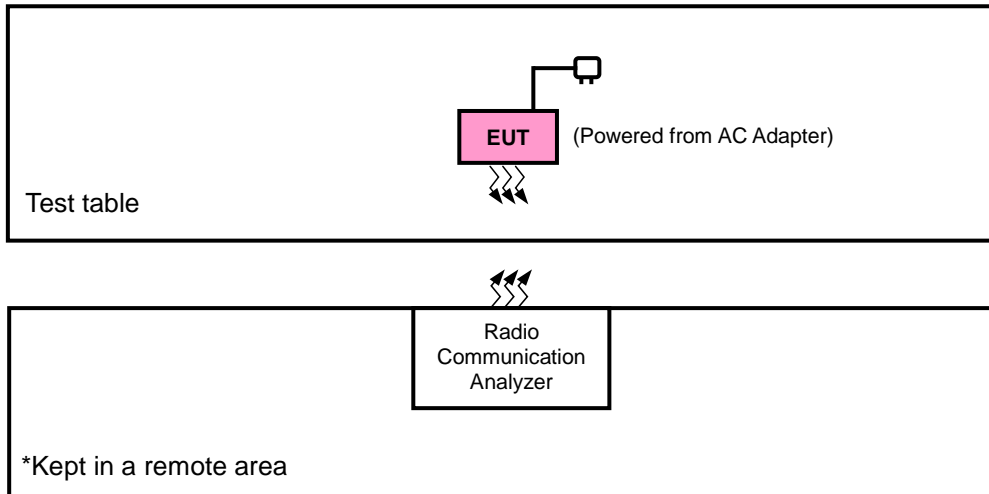 EUT
(Powered from AC Adapter)
Test table
Radio
Communication
Analyzer
*Kept in a remote area